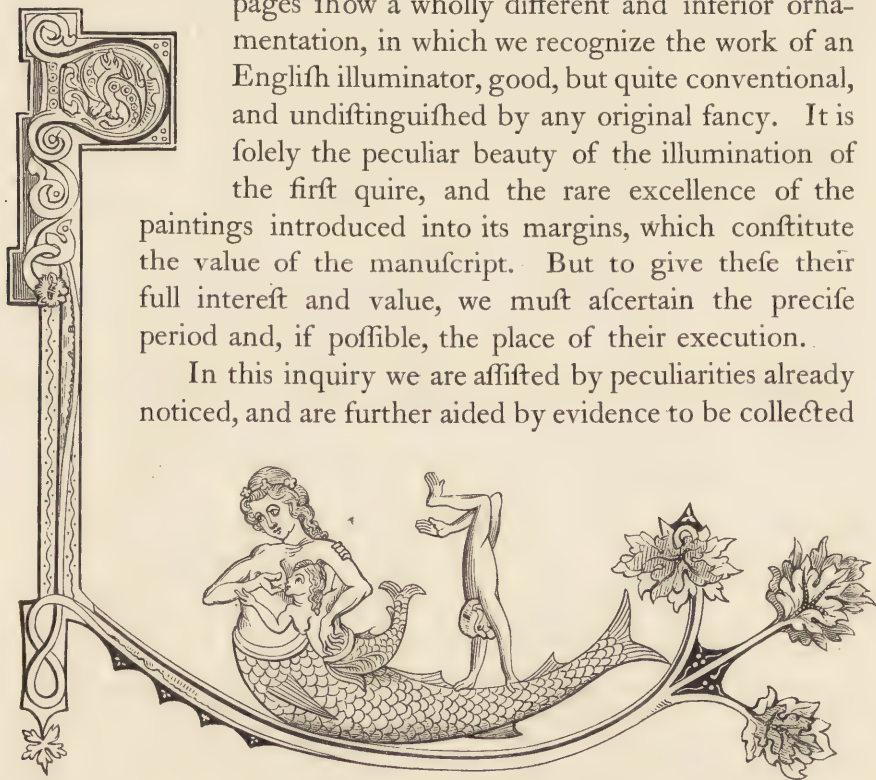 pages ſhow a wholly different and inferior orna-
mentation, in which we recognize the work of an
Engliſh illuminator, good, but quite conventional,
and undiſtinguiſhed by any original fancy. It is
ſolely the peculiar beauty of the illumination of
the firſt quire, and the rare excellence of the
paintings introduced into its margins, which conſtitute
the value of the manuſcript. But to give theſe their
full intereſt and value, we muſt aſcertain the preciſe
period and, if poſſible, the place of their execution.
In this inquiry we are aſſiſted by peculiarities already
noticed, and are further aided by evidence to be collected